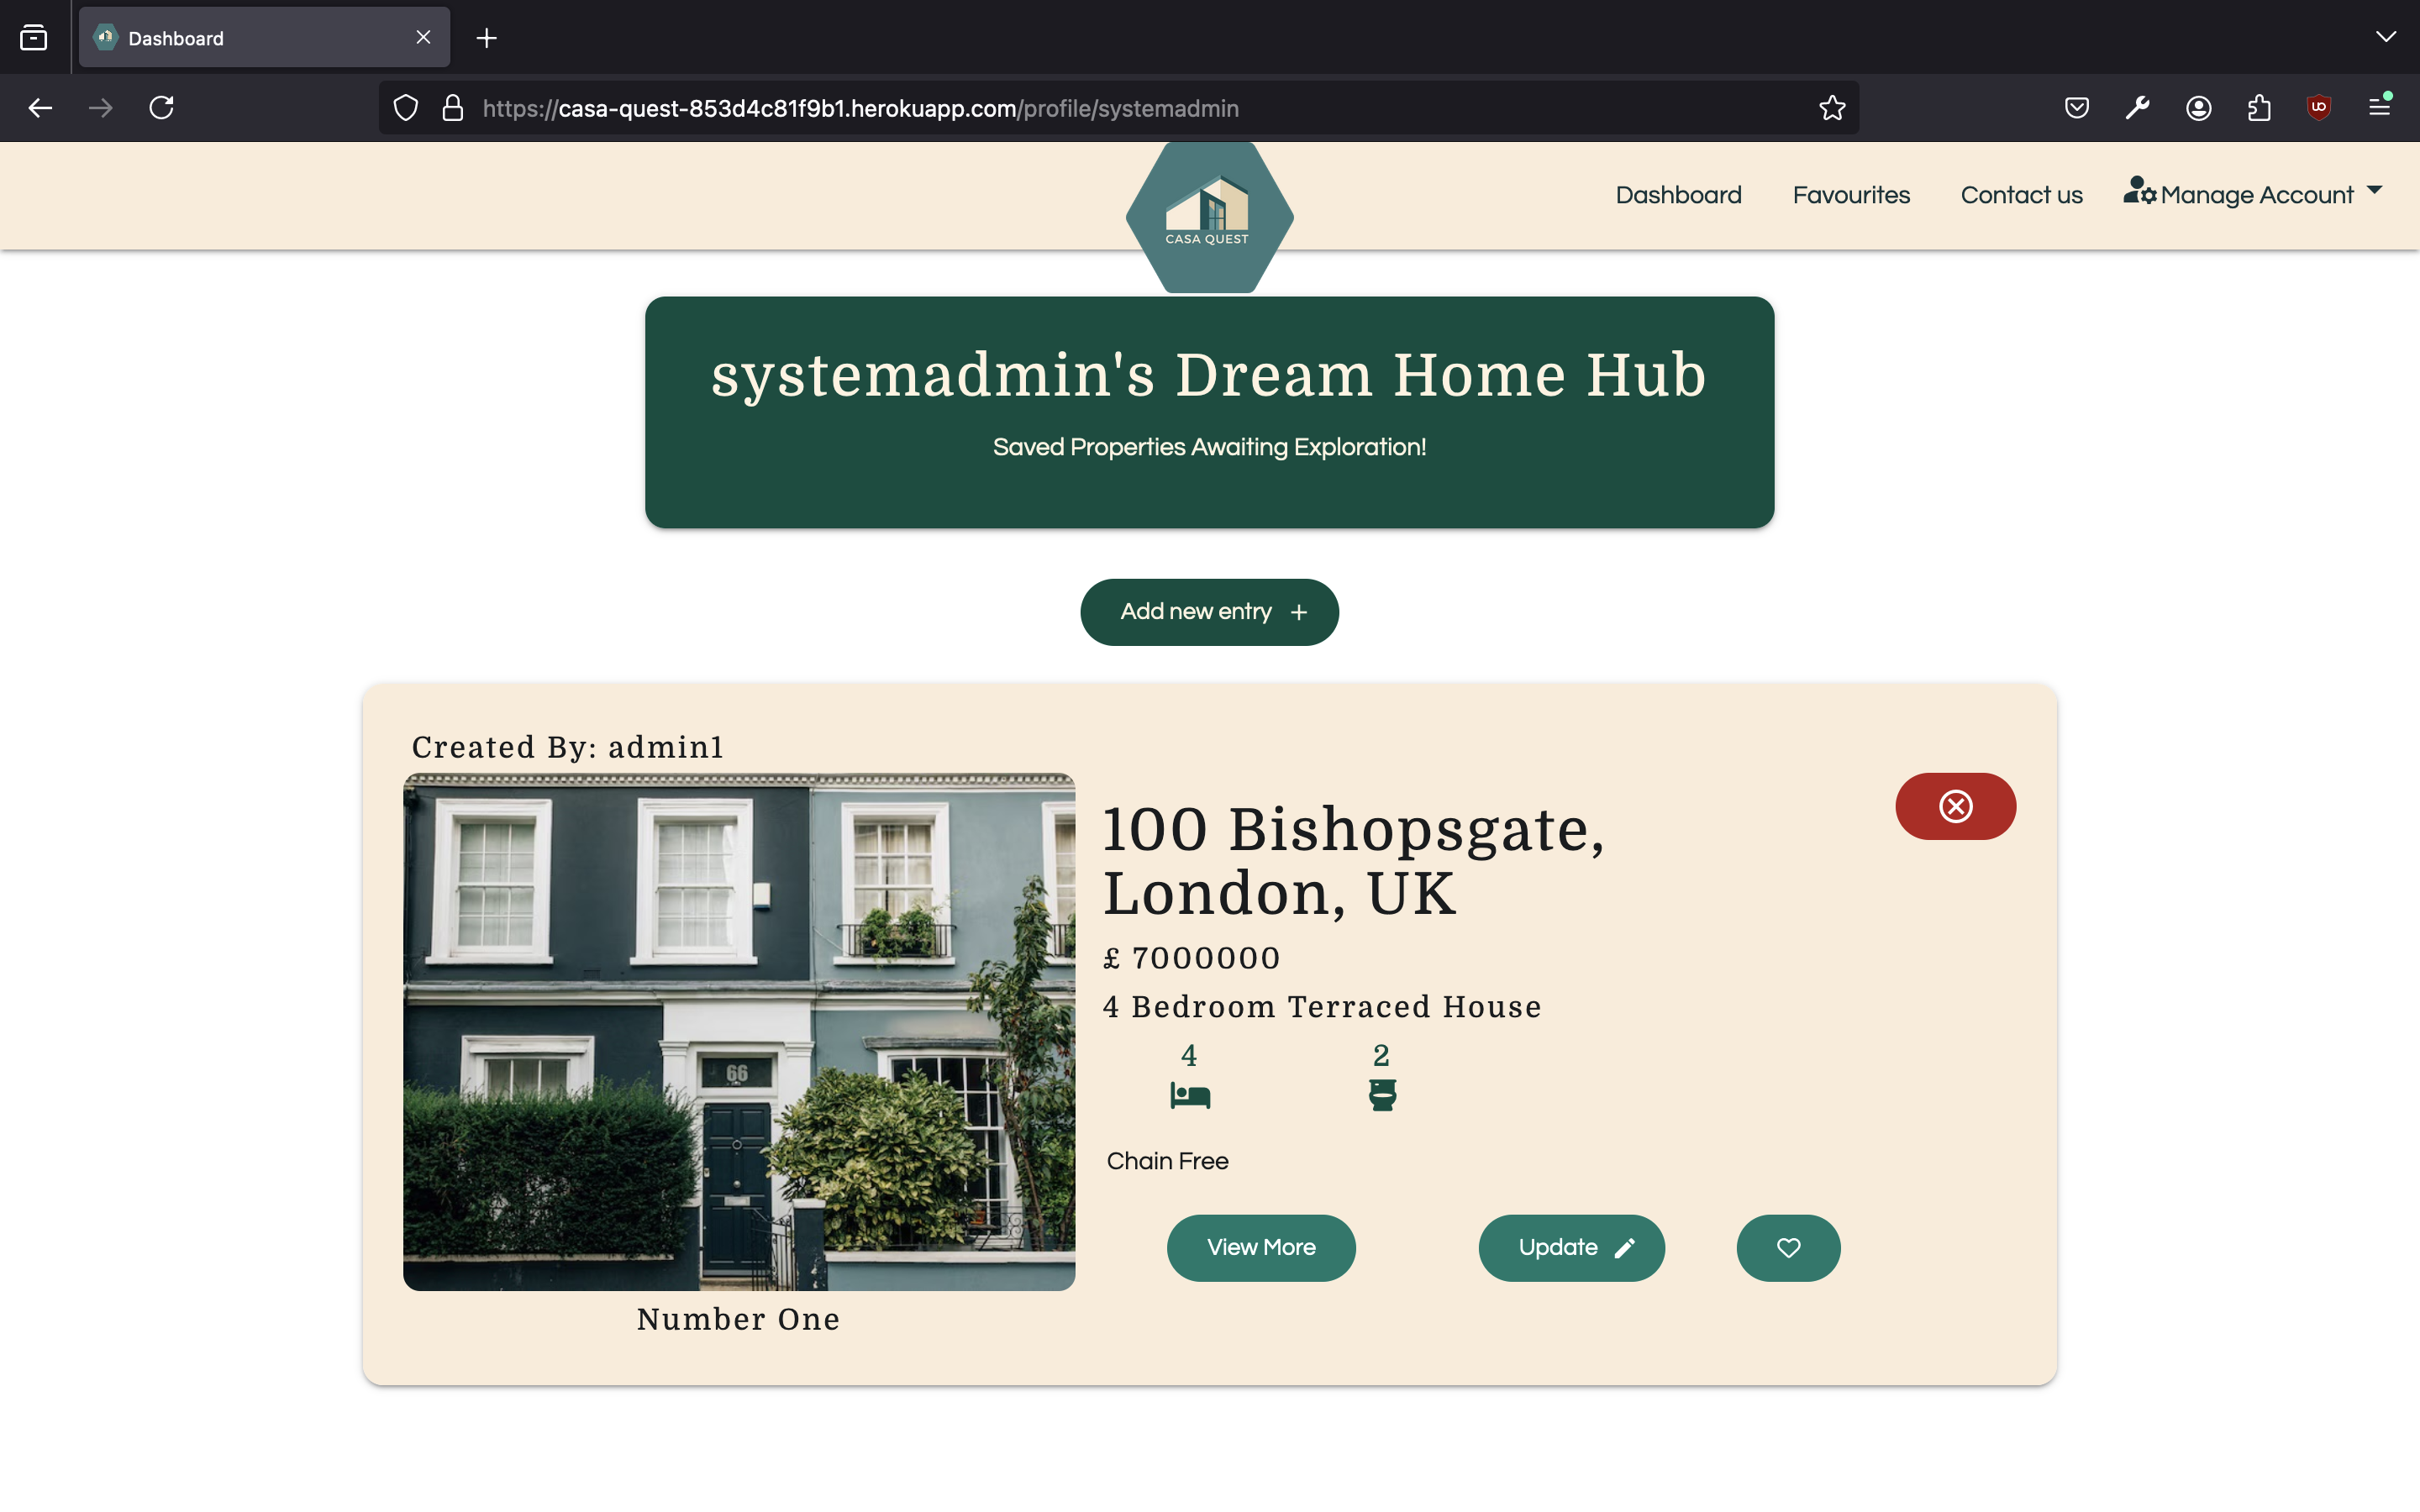 Dashboard
https://casa-quest-853d4c81f9b1.herokuapp.com/profile/systemadmin
CASA QUEST
Dashboard Favourites Contact us Manage Account
systemadmin's Dream Home Hub
Saved Properties Awaiting Exploration!
Add new entry +
Created By: admin1
66
100 Bishopsgate,
London, UK
£ 7000000
4 Bedroom Terraced House
4 2
Chain Free
View More Update
Number One